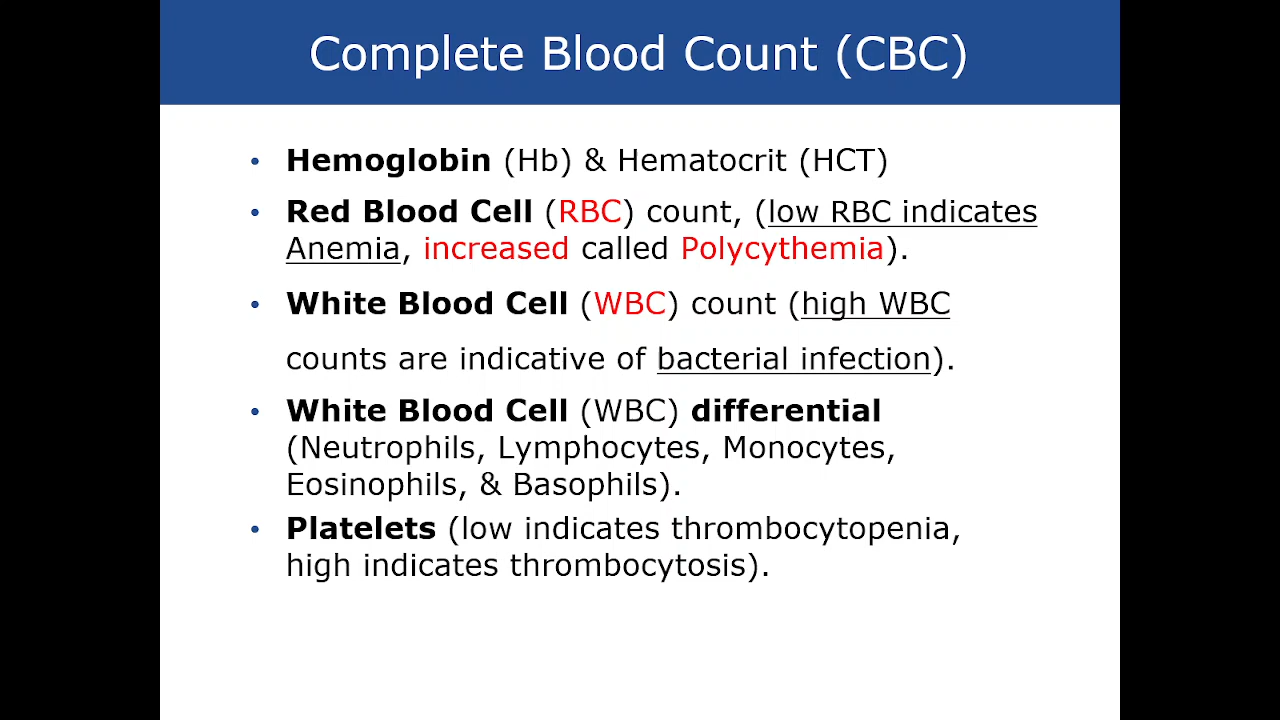 Complete Blood Count (CBC)
• Hemoglobin (Hb) & Hematocrit (HCT)
• Red Blood Cell (RBC) count, (low RBC indicates
Anemia, increased called Polycythemia).
• White Blood Cell (WBC) count (high WBC
counts are indicative of bacterial infection).
• White Blood Cell (WBC) differential
(Neutrophils, Lymphocytes, Monocytes,
Eosinophils, & Basophils).
• Platelets (low indicates thrombocytopenia,
high indicates thrombocytosis).